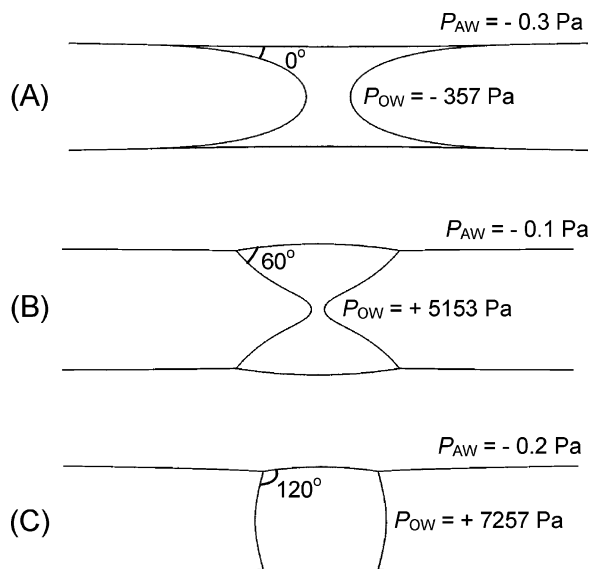 P_AW = - 0.3 Pa
0°
(A)
P_OW = - 357 Pa
P_AW = - 0.1 Pa
60°
(B)
P_OW = + 5153 Pa
P_AW = - 0.2 Pa
120°
(C)
P_OW = + 7257 Pa